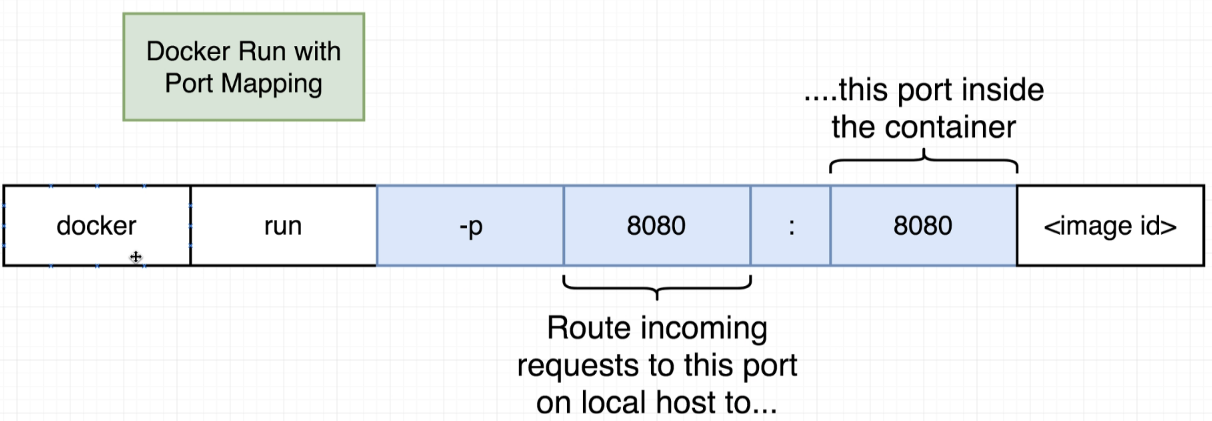 Docker Run with
Port Mapping
....this port inside
the container
docker run -p 8080 : 8080 <image id>
Route incoming
requests to this port
on local host to...